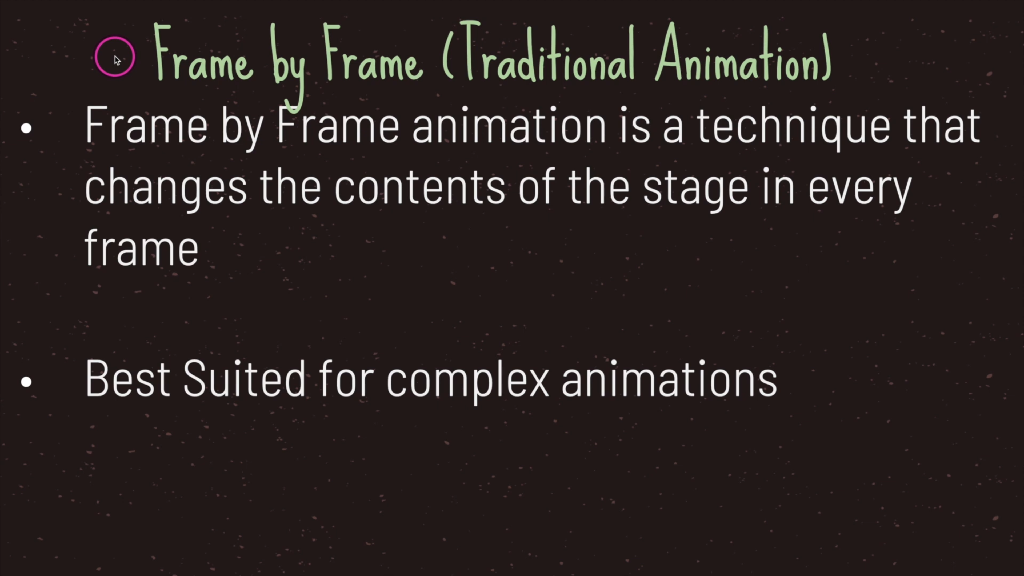 Frame by Frame (Traditional Animation)
• Frame by Frame animation is a technique that
changes the contents of the stage in every
frame
• Best Suited for complex animations